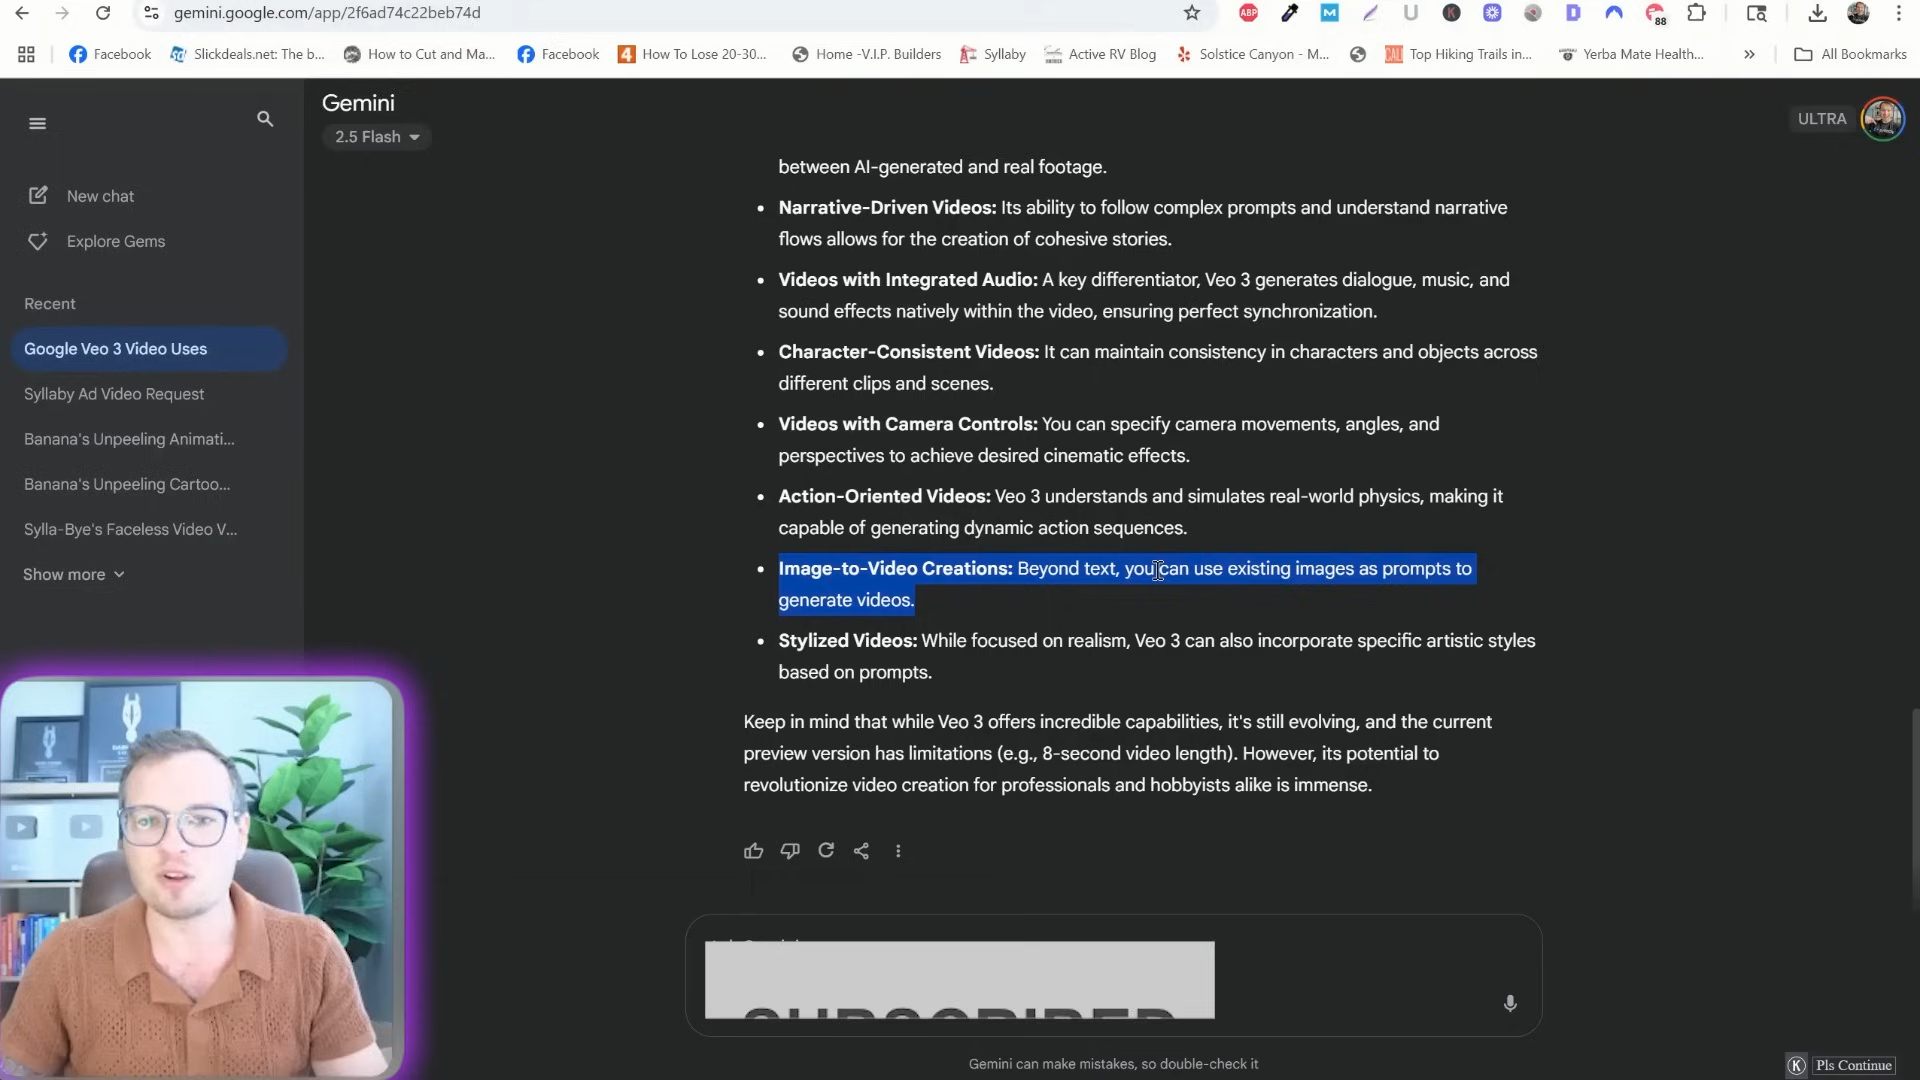 gemini.google.com/app/2f6ad74c22beb74d
ABP
M
U
K
D
88
Facebook
Slickdeals.net: The b...
How to Cut and Ma...
Facebook
4
How To Lose 20-30...
Home -V.I.P. Builders
Syllaby
Active RV Blog
Solstice Canyon - M...
CAL
Top Hiking Trails in...
Yerba Mate Health...
»
All Bookmarks
Gemini
2.5 Flash
ULTRA
New chat
Explore Gems
Recent
Google Veo 3 Video Uses
Syllaby Ad Video Request
Banana's Unpeeling Animati...
Banana's Unpeeling Cartoo...
Sylla-Bye's Faceless Video V...
Show more
between AI-generated and real footage.
• Narrative-Driven Videos: Its ability to follow complex prompts and understand narrative
flows allows for the creation of cohesive stories.
• Videos with Integrated Audio: A key differentiator, Veo 3 generates dialogue, music, and
sound effects natively within the video, ensuring perfect synchronization.
• Character-Consistent Videos: It can maintain consistency in characters and objects across
different clips and scenes.
• Videos with Camera Controls: You can specify camera movements, angles, and
perspectives to achieve desired cinematic effects.
• Action-Oriented Videos: Veo 3 understands and simulates real-world physics, making it
capable of generating dynamic action sequences.
• Image-to-Video Creations: Beyond text, you can use existing images as prompts to
generate videos.
• Stylized Videos: While focused on realism, Veo 3 can also incorporate specific artistic styles
based on prompts.
Keep in mind that while Veo 3 offers incredible capabilities, it's still evolving, and the current
preview version has limitations (e.g., 8-second video length). However, its potential to
revolutionize video creation for professionals and hobbyists alike is immense.
SUBSCRIBED
Gemini can make mistakes, so double-check it
K Pls Continue